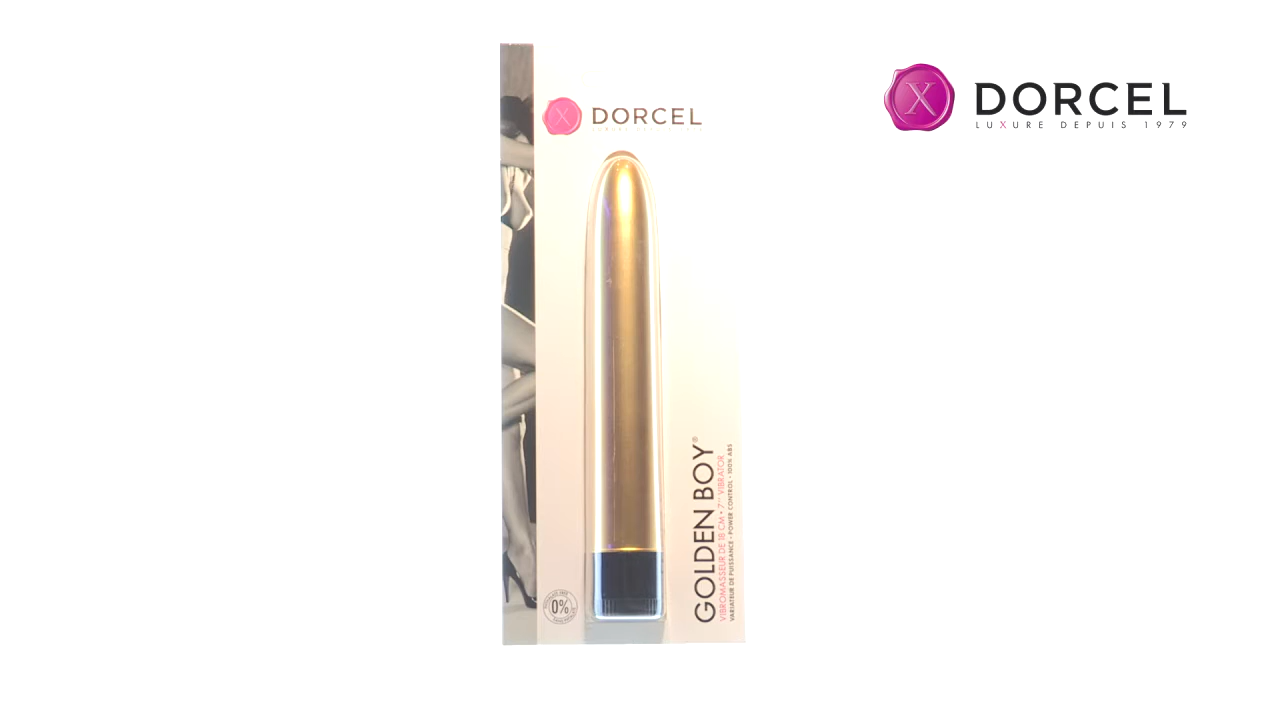 DORCEL
LUXURE DEPUIS 1979
DORCEL
GOLDEN BOY®
VIBROMASSEUR DE 18 CM • 7'' VIBRATOR
VARIATEUR DE PUISSANCE - POWER CONTROL - 100% ABS
0%
X
X